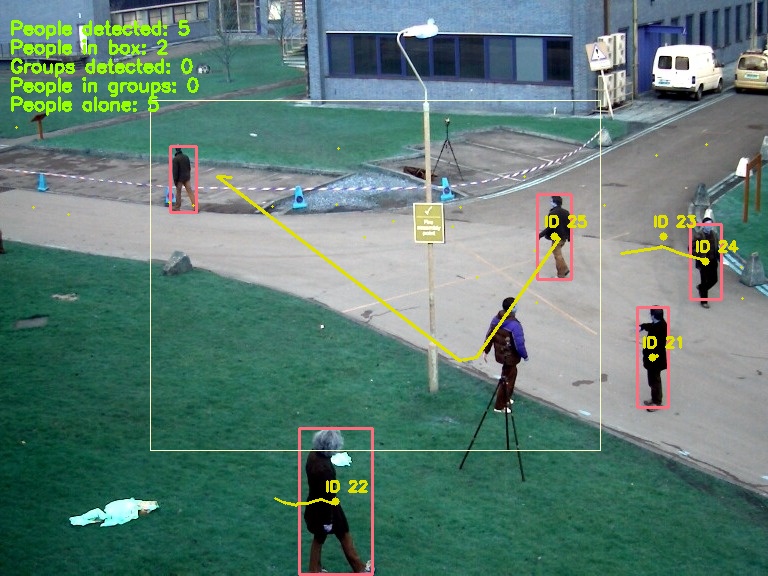 People detected: 5
People in box: 2
Groups detected: 0
People in groups: 0
People alone: 5
ID 25
ID 23
ID 24
ID 21
ID 22